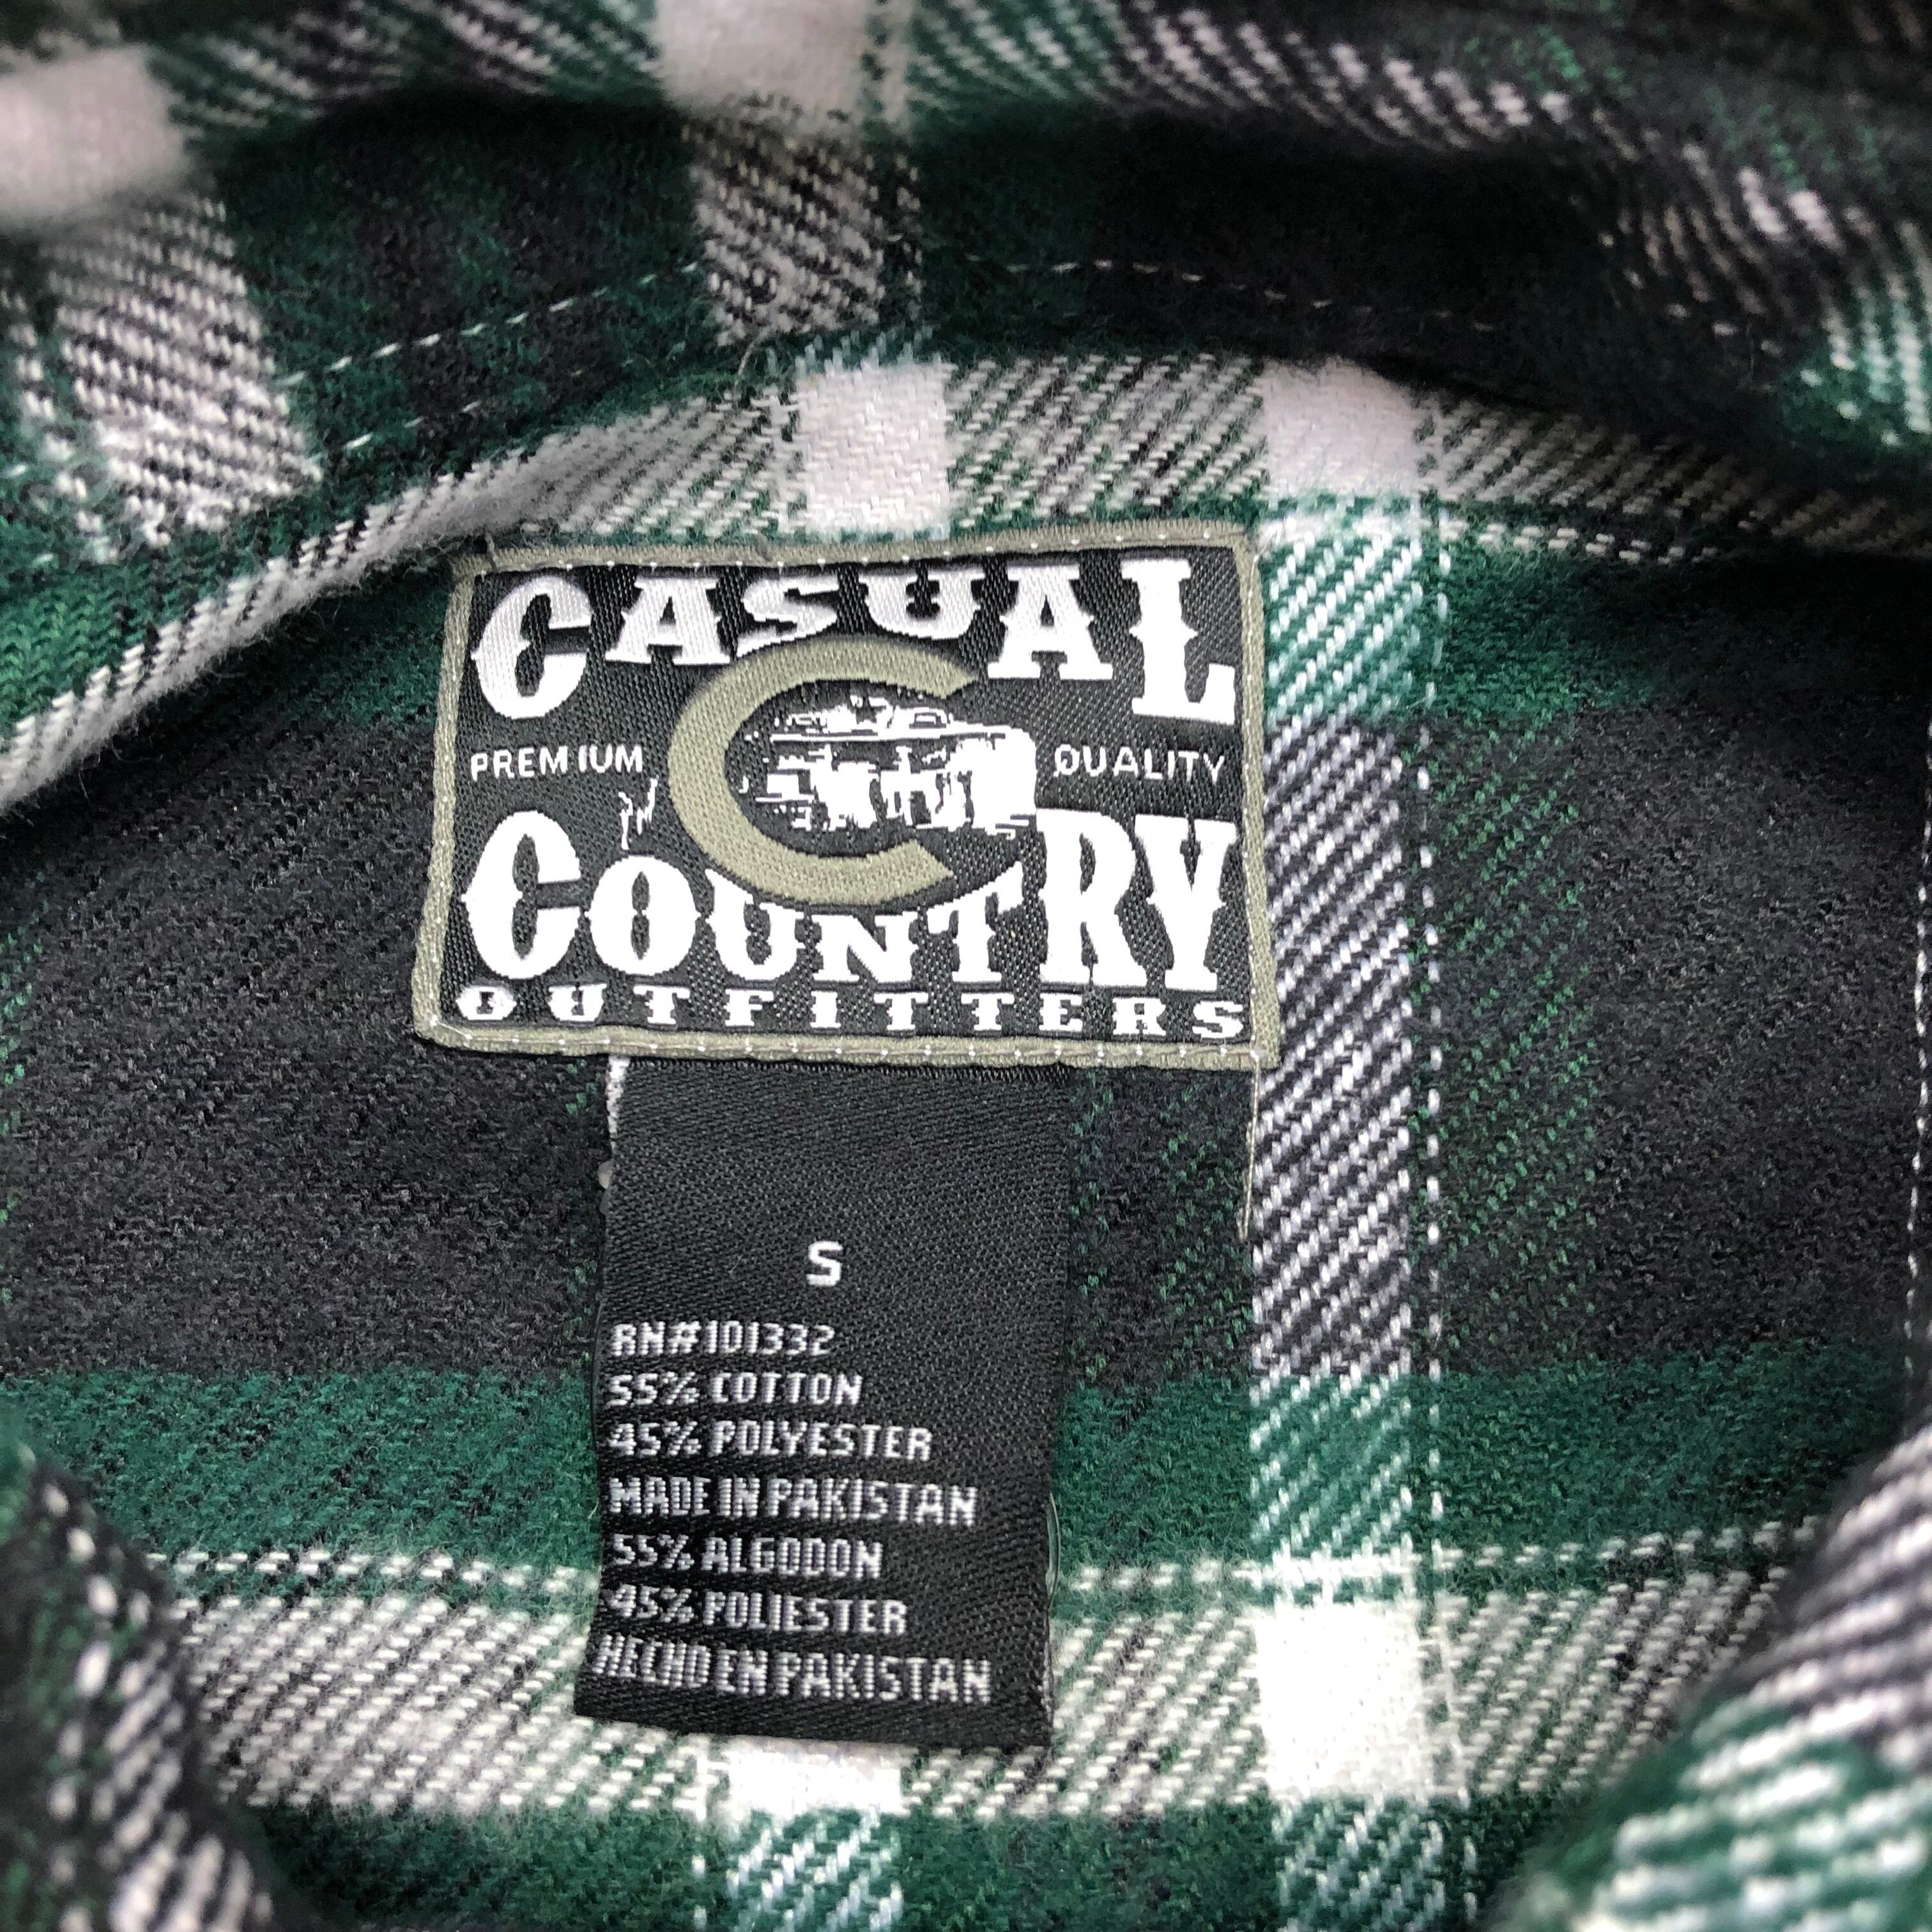 CASUAL
PREMIUM C QUALITY
COUNTRY
OUTFITTERS
S
RN#101332
55% COTTON
45% POLYESTER
MADE IN PAKISTAN
55% ALGODON
45% POLIESTER
HECHO EN PAKISTAN